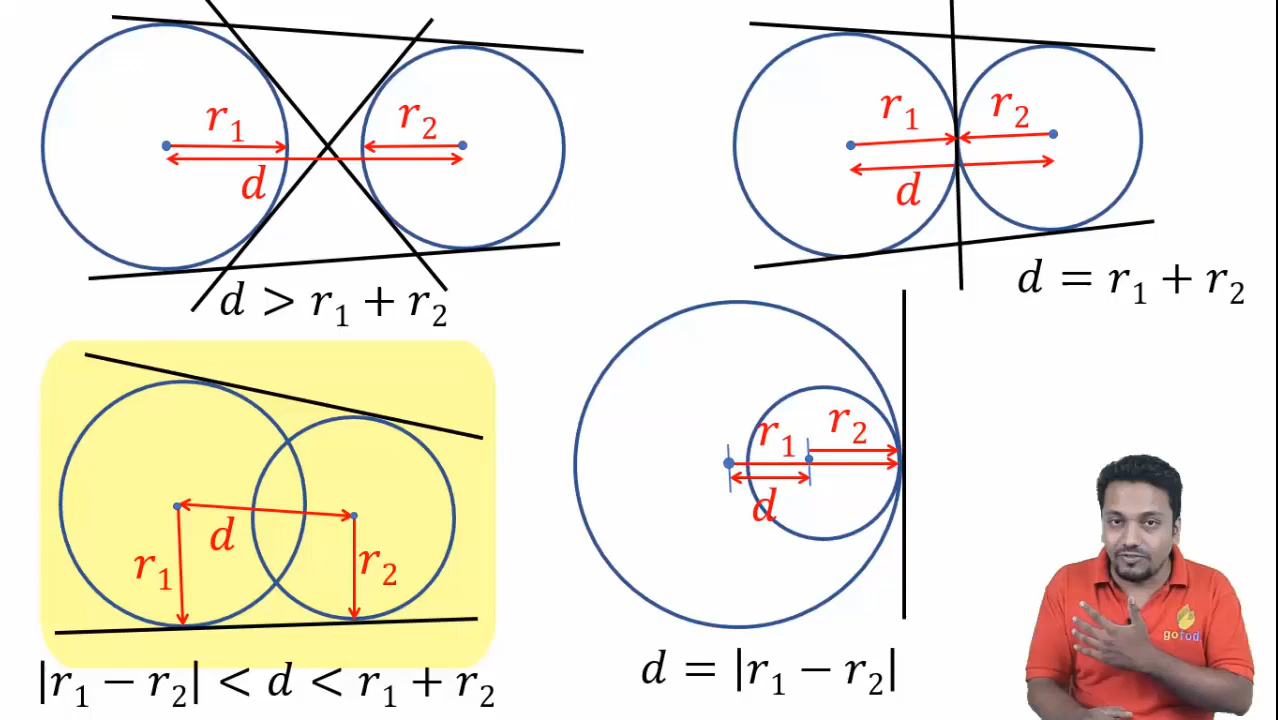 r₁ r₂
d
d > r₁ + r₂
r₁ r₂
d
d = r₁ + r₂
d
r₁ r₂
|r₁ − r₂| < d < r₁ + r₂
r₁ r₂
d
d = |r₁ − r₂|
gofod